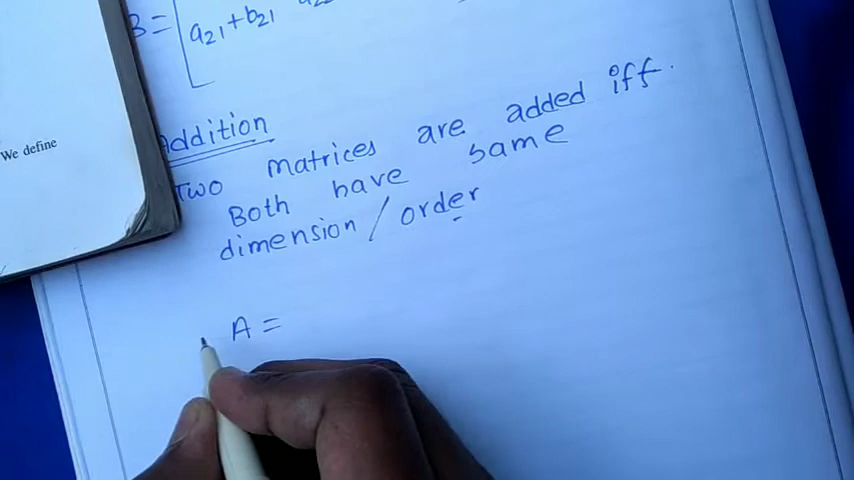 B = [
a21 + b21
We define
Addition
Two matrices are added iff.
Both have same
dimension / order
A =